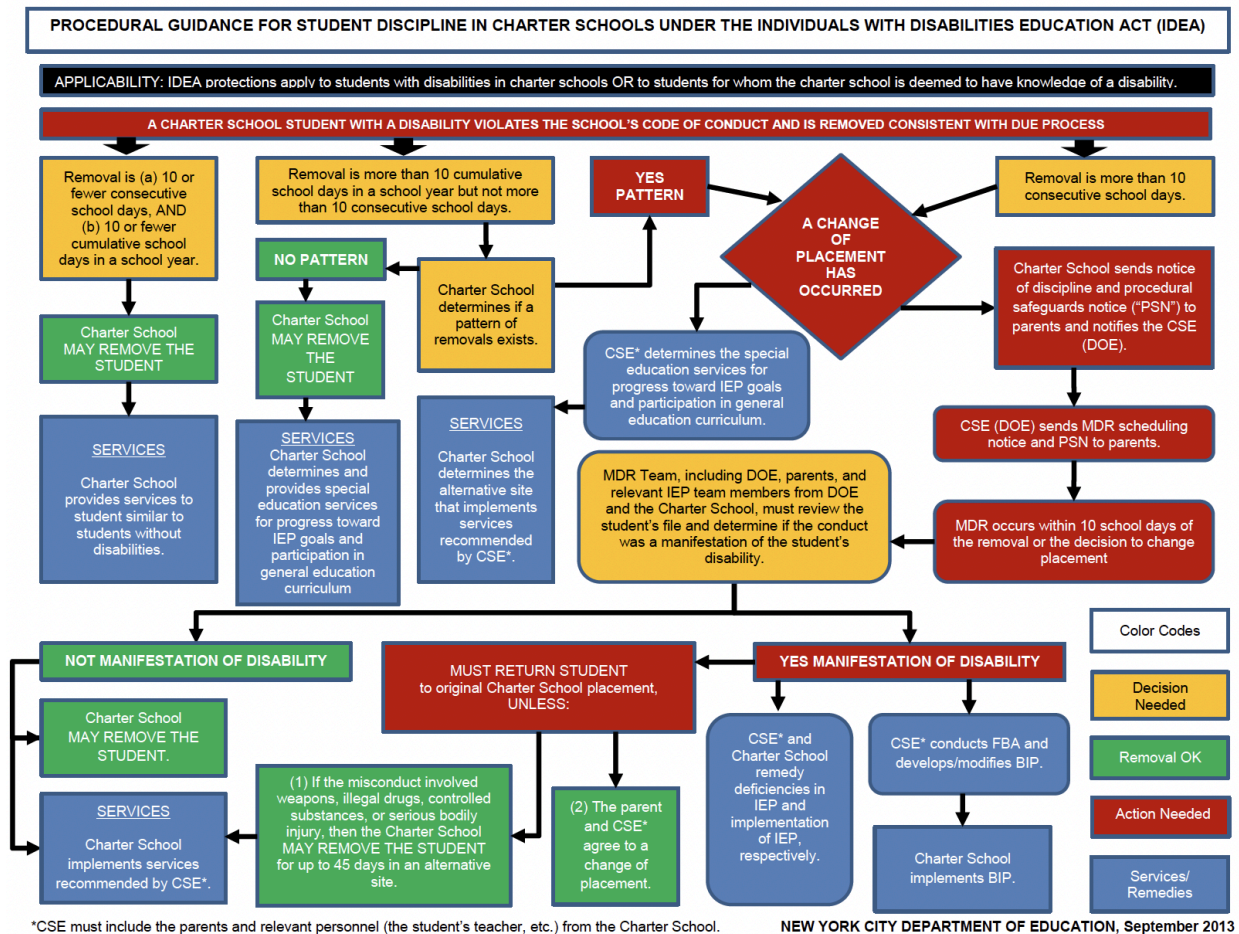 PROCEDURAL GUIDANCE FOR STUDENT DISCIPLINE IN CHARTER SCHOOLS UNDER THE INDIVIDUALS WITH DISABILITIES EDUCATION ACT (IDEA)
APPLICABILITY: IDEA protections apply to students with disabilities in charter schools OR to students for whom the charter school is deemed to have knowledge of a disability.
A CHARTER SCHOOL STUDENT WITH A DISABILITY VIOLATES THE SCHOOL'S CODE OF CONDUCT AND IS REMOVED CONSISTENT WITH DUE PROCESS
Removal is (a) 10 or
fewer consecutive
school days, AND
(b) 10 or fewer
cumulative school
days in a school year.
Charter School
MAY REMOVE THE
STUDENT
SERVICES
Charter School
provides services to
student similar to
students without
disabilities.
Removal is more than 10 cumulative
school days in a school year but not more
than 10 consecutive school days.
NO PATTERN
Charter School
MAY REMOVE
THE
STUDENT
SERVICES
Charter School
determines and
provides special
education services
for progress toward
IEP goals and
participation in
general education
curriculum
Charter School
determines if a
pattern of
removals exists.
YES
PATTERN
A CHANGE
OF
PLACEMENT
HAS
OCCURRED
Removal is more than 10
consecutive school days.
CSE* determines the special
education services for
progress toward IEP goals
and participation in general
education curriculum.
SERVICES
Charter School
determines the
alternative site
that implements
services
recommended
by CSE*.
Charter School sends notice
of discipline and procedural
safeguards notice ("PSN") to
parents and notifies the CSE
(DOE).
CSE (DOE) sends MDR scheduling
notice and PSN to parents.
MDR occurs within 10 school days of
the removal or the decision to change
placement
MDR Team, including DOE, parents, and
relevant IEP team members from DOE
and the Charter School, must review the
student's file and determine if the conduct
was a manifestation of the student's
disability.
NOT MANIFESTATION OF DISABILITY
Charter School
MAY REMOVE THE
STUDENT.
SERVICES
Charter School
implements services
recommended by CSE*.
YES MANIFESTATION OF DISABILITY
MUST RETURN STUDENT
to original Charter School placement,
UNLESS:
(1) If the misconduct involved
weapons, illegal drugs, controlled
substances, or serious bodily
injury, then the Charter School
MAY REMOVE THE STUDENT
for up to 45 days in an alternative
site.
(2) The parent
and CSE*
agree to a
change of
placement.
CSE* and
Charter School
remedy
deficiencies in
IEP and
implementation
of IEP,
respectively.
CSE* conducts FBA and
develops/modifies BIP.
Charter School
implements BIP.
Color Codes
Decision
Needed
Removal OK
Action Needed
Services/
Remedies
*CSE must include the parents and relevant personnel (the student's teacher, etc.) from the Charter School.
NEW YORK CITY DEPARTMENT OF EDUCATION, September 2013